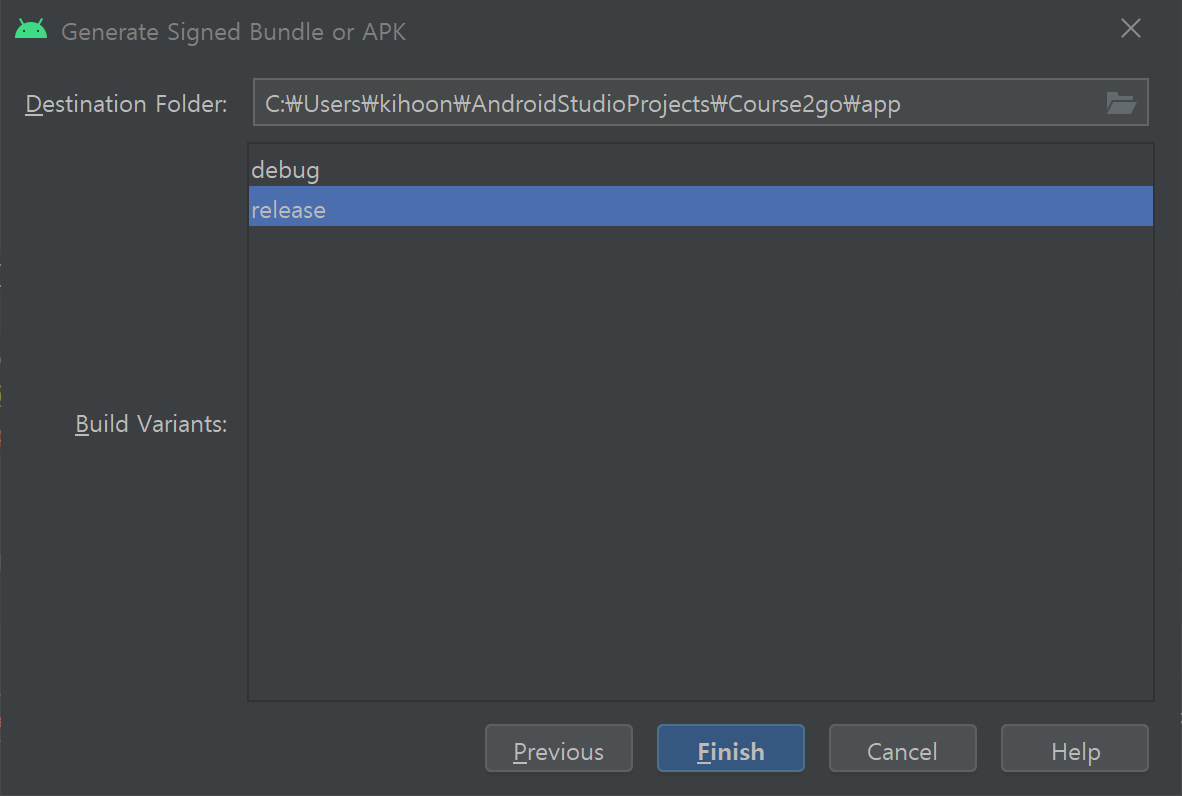 Generate Signed Bundle or APK
Destination Folder: C:₩Users₩kihoon₩AndroidStudioProjects₩Course2go₩app
debug
release
Build Variants:
Previous Finish Cancel Help